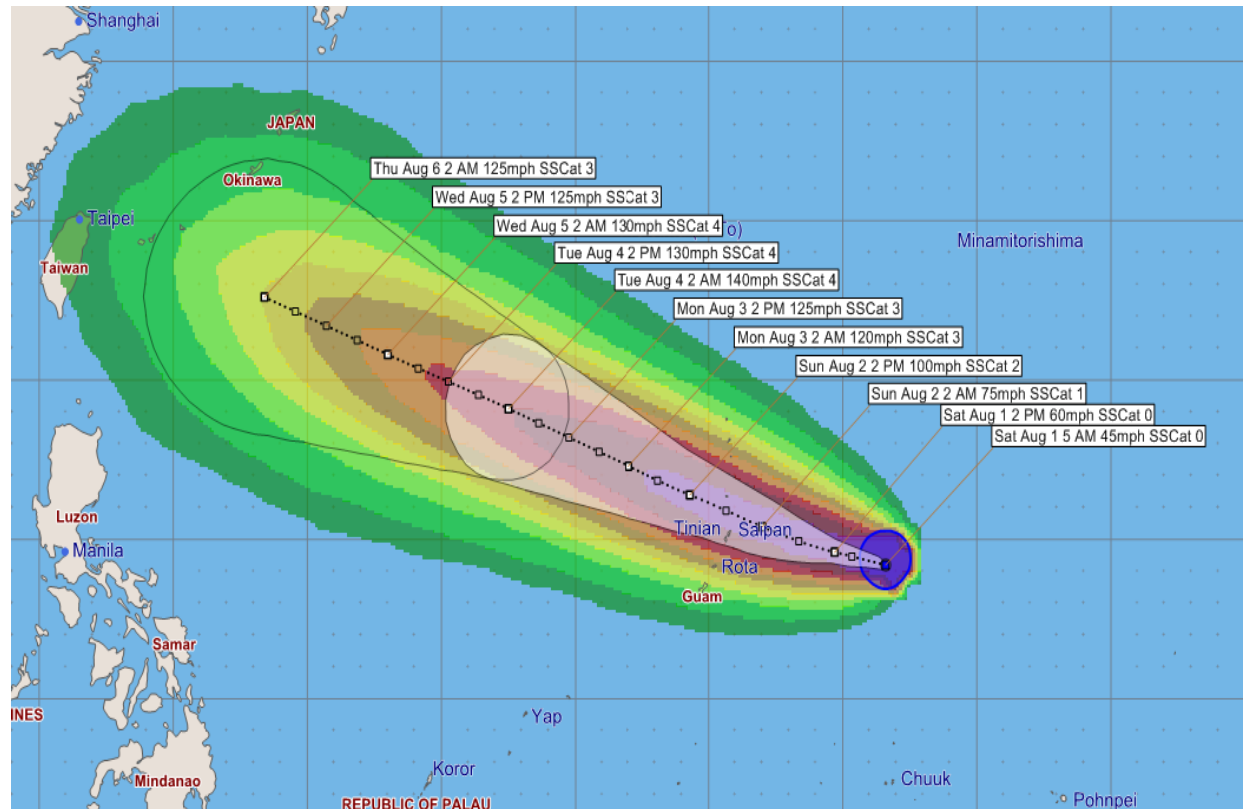 Shanghai
JAPAN
Okinawa
Thu Aug 6 2 AM 125mph SSCat 3
Wed Aug 5 2 PM 125mph SSCat 3
Taipei
Wed Aug 5 2 AM 130mph SSCat 4
to)
Minamitorishima
Tue Aug 4 2 PM 130mph SSCat 4
Taiwan
Tue Aug 4 2 AM 140mph SSCat 4
Mon Aug 3 2 PM 125mph SSCat 3
Mon Aug 3 2 AM 120mph SSCat 3
Sun Aug 2 2 PM 100mph SSCat 2
Sun Aug 2 2 AM 75mph SSCat 1
Sat Aug 1 2 PM 60mph SSCat 0
Sat Aug 1 5 AM 45mph SSCat 0
Luzon
Manila
Tinian
Saipan
Rota
Guam
Samar
INES
Yap
Koror
Chuuk
Mindanao
REPUBLIC OF PALAU
Pohnpei